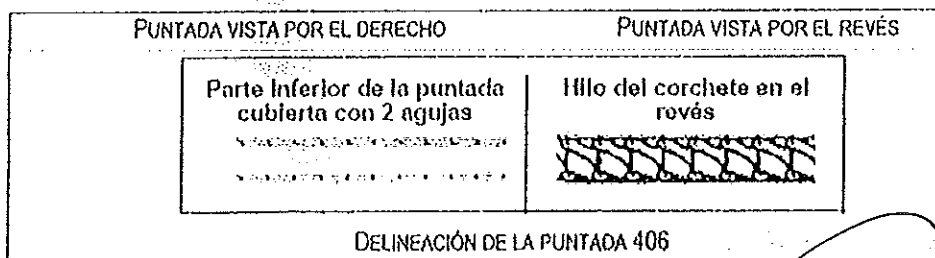 PUNTADA VISTA POR EL DERECHO
PUNTADA VISTA POR EL REVÉS
Parte Inferior de la puntada
cubierta con 2 agujas
Hilo del corchete en el
revés
DELINEACIÓN DE LA PUNTADA 406